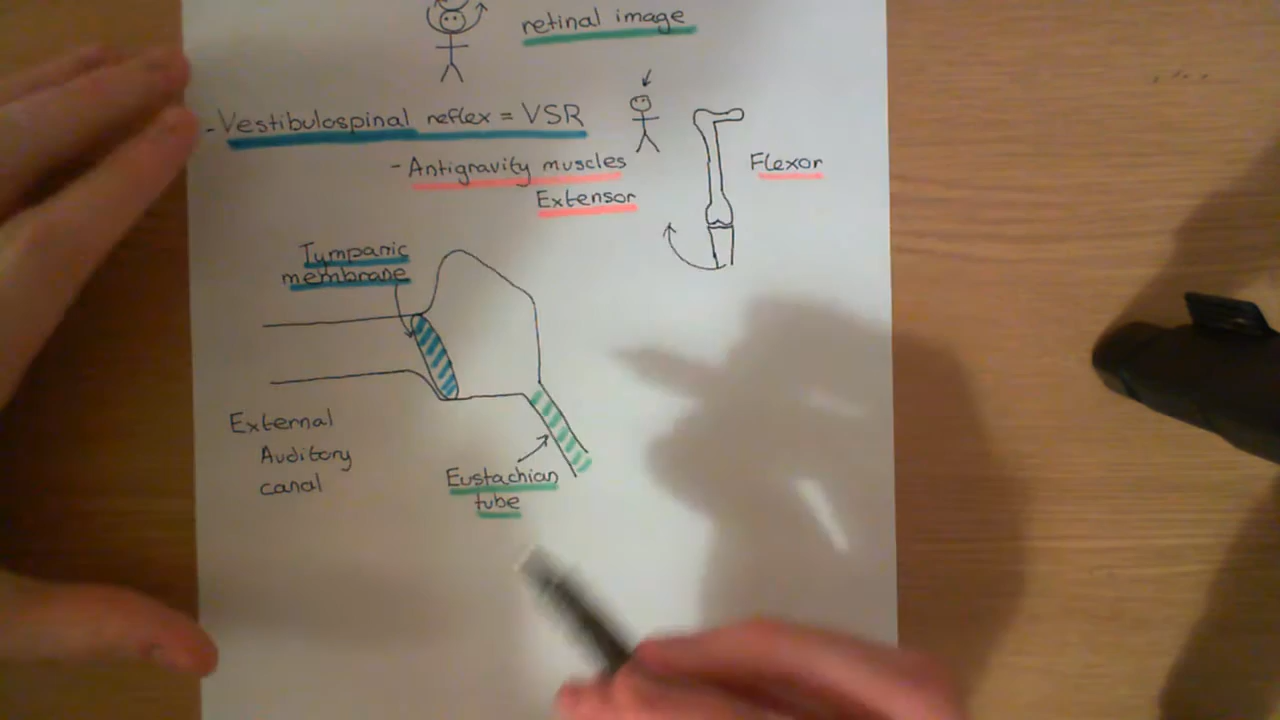 retinal image
- Vestibulospinal reflex = VSR
- Antigravity muscles
Extensor
Flexor
Tympanic
membrane
External
Auditory
canal
Eustachian
tube